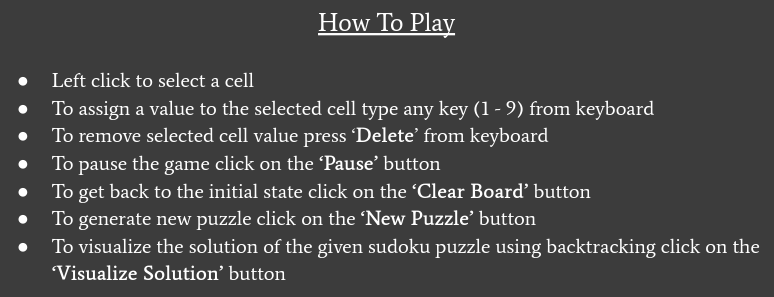 How To Play
● Left click to select a cell
● To assign a value to the selected cell type any key (1 - 9) from keyboard
● To remove selected cell value press ‘Delete’ from keyboard
● To pause the game click on the ‘Pause’ button
● To get back to the initial state click on the ‘Clear Board’ button
● To generate new puzzle click on the ‘New Puzzle’ button
● To visualize the solution of the given sudoku puzzle using backtracking click on the
‘Visualize Solution’ button